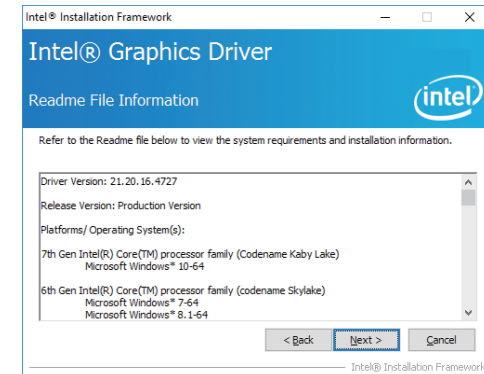 Intel® Installation Framework
Intel® Graphics Driver
Readme File Information
intel
Refer to the Readme file below to view the system requirements and installation information.
Driver Version: 21.20.16.4727
Release Version: Production Version
Platforms/ Operating System(s):
7th Gen Intel(R) Core(TM) processor family (Codename Kaby Lake)
Microsoft Windows* 10-64
6th Gen Intel(R) Core(TM) processor family (codename Skylake)
Microsoft Windows* 7-64
Microsoft Windows* 8.1-64
< Back Next > Cancel
Intel® Installation Framework